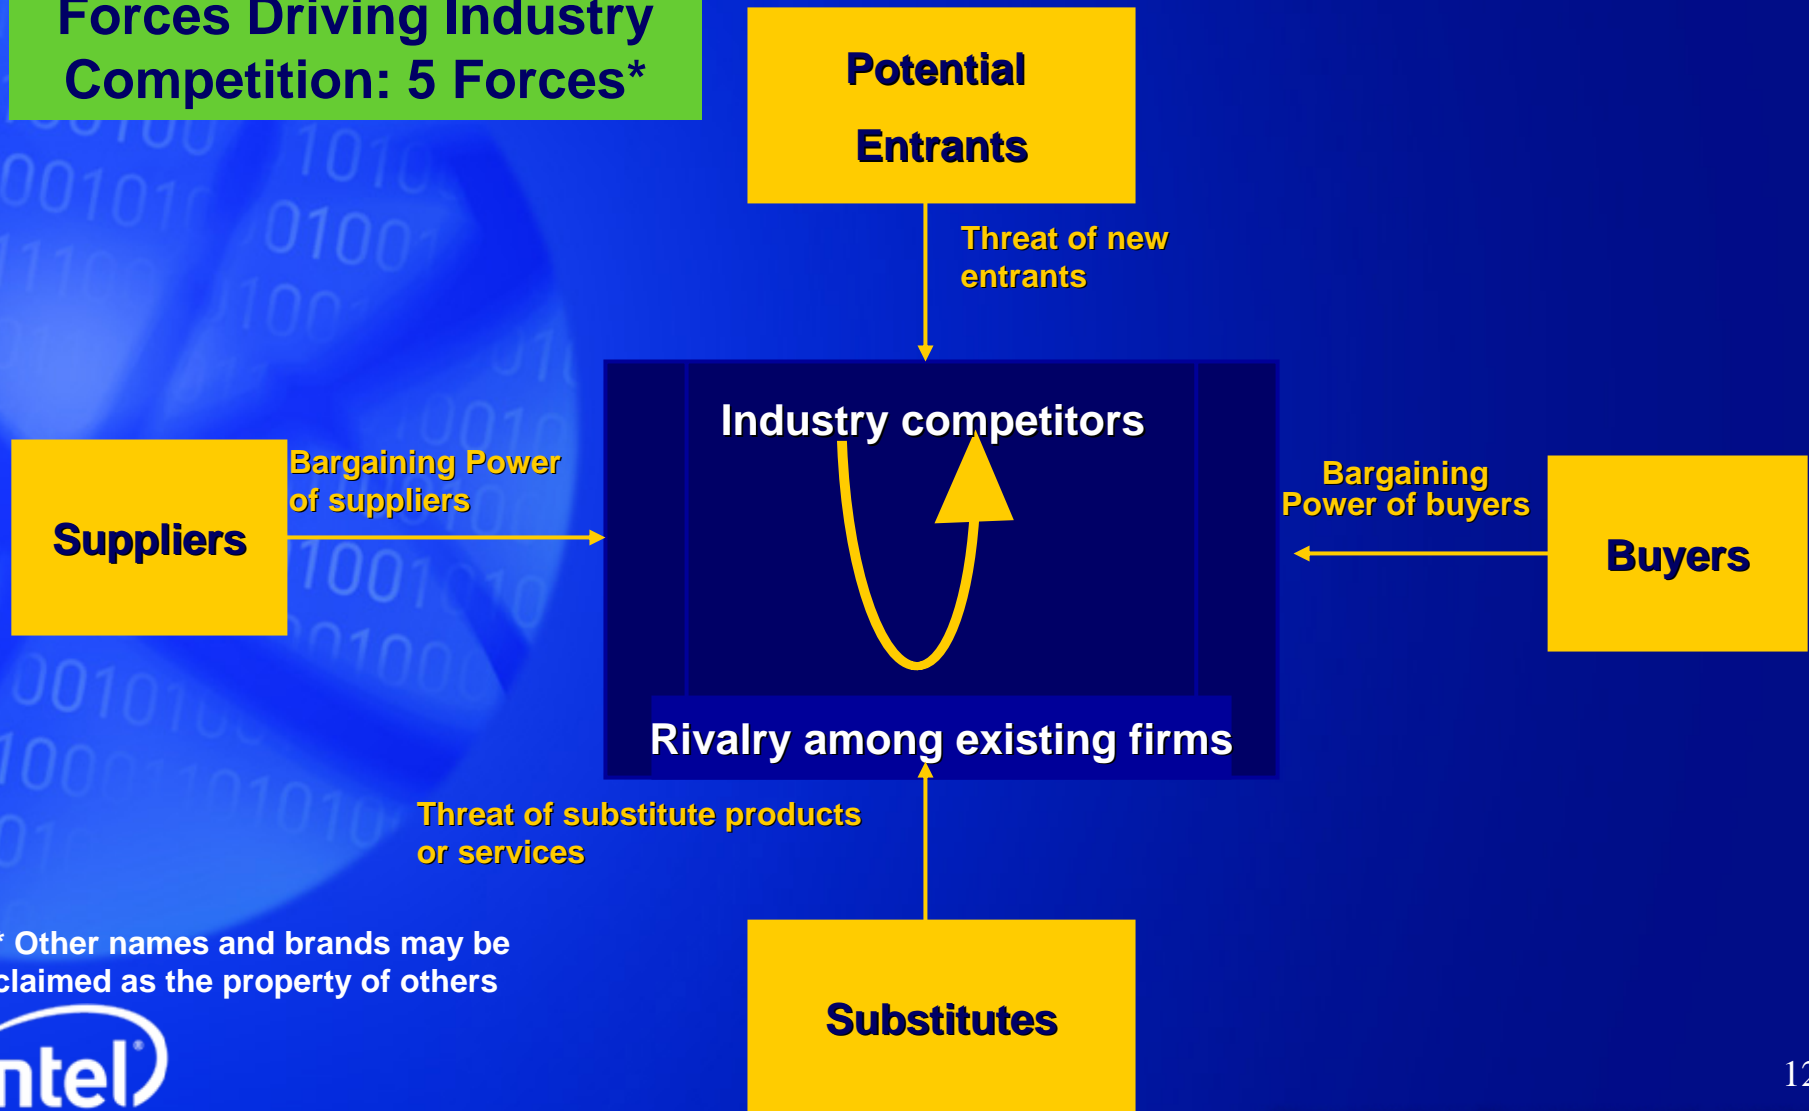 Forces Driving Industry
Competition: 5 Forces*
Potential
Entrants
Threat of new
entrants
Industry competitors
Bargaining Power
of suppliers
Suppliers
Bargaining
Power of buyers
Buyers
Rivalry among existing firms
Threat of substitute products
or services
* Other names and brands may be
claimed as the property of others
Substitutes
intel®
12